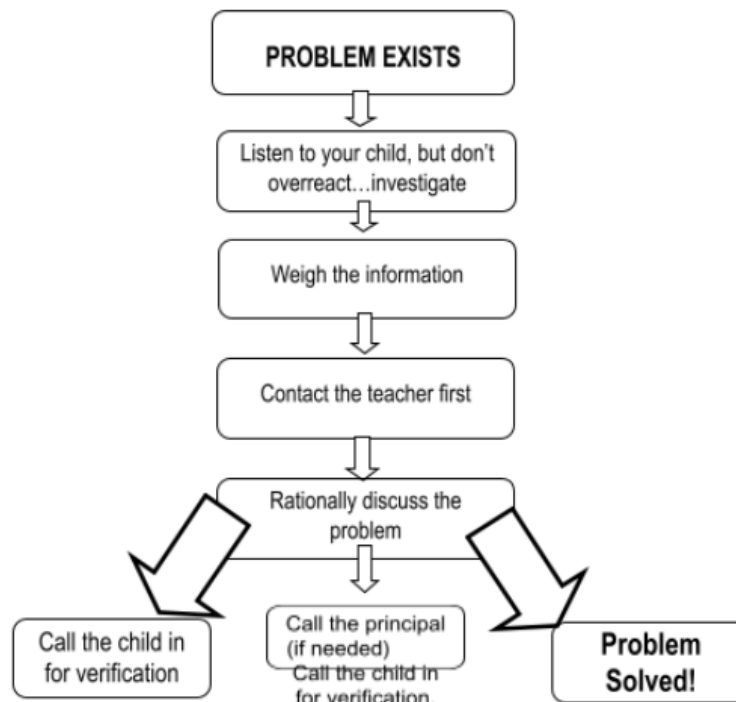 PROBLEM EXISTS
Listen to your child, but don't
overreact…investigate
Weigh the information
Contact the teacher first
Rationally discuss the
problem
Call the child in
for verification
Call the principal
(if needed)
Call the child in
for verification.
Problem
Solved!